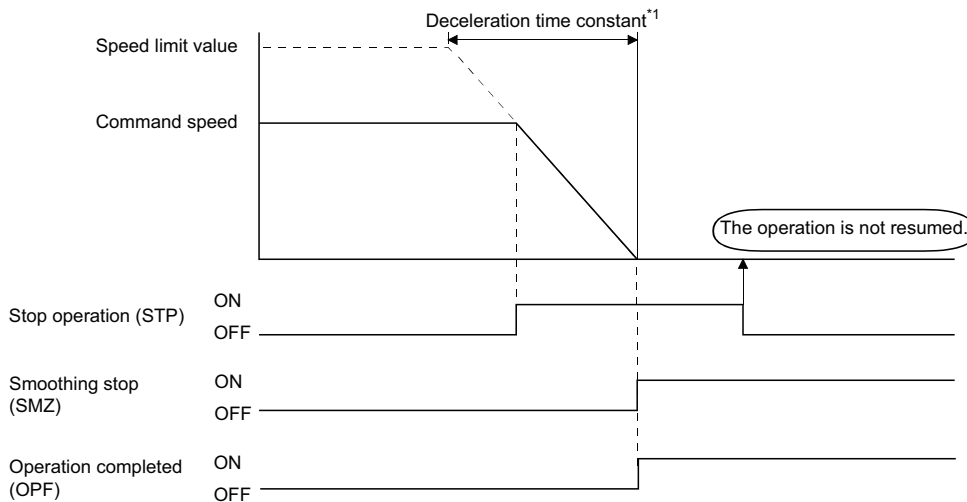 Deceleration time constant*1
Speed limit value
Command speed
The operation is not resumed.
Stop operation (STP)
ON
OFF
Smoothing stop
(SMZ)
ON
OFF
Operation completed
(OPF)
ON
OFF